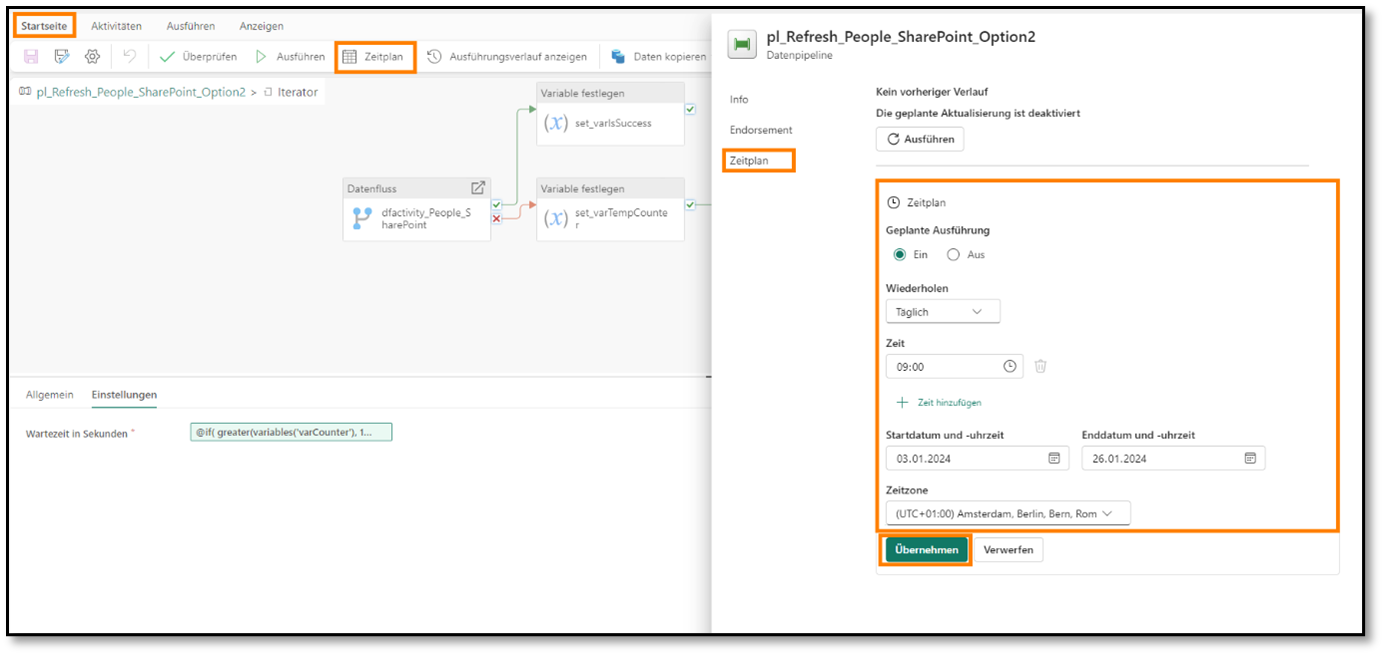 Startseite Aktivitäten Ausführen Anzeigen
Überprüfen Ausführen Zeitplan Ausführungsverlauf anzeigen Daten kopieren
pl_Refresh_People_SharePoint_Option2 > Iterator
Variable festlegen
(x) set_varIsSuccess
Datenfluss
dfactivity_People_S
harePoint
Variable festlegen
(x) set_varTempCounte
r
Allgemein Einstellungen
Wartezeit in Sekunden *
@if( greater(variables('varCounter'), 1...
pl_Refresh_People_SharePoint_Option2
Datenpipeline
Info
Endorsement
Zeitplan
Kein vorheriger Verlauf
Die geplante Aktualisierung ist deaktiviert
Ausführen
Zeitplan
Geplante Ausführung
Ein Aus
Wiederholen
Täglich
Zeit
09:00
Zeit hinzufügen
Startdatum und -uhrzeit Enddatum und -uhrzeit
03.01.2024 26.01.2024
Zeitzone
(UTC+01:00) Amsterdam, Berlin, Bern, Rom
Übernehmen Verwerfen